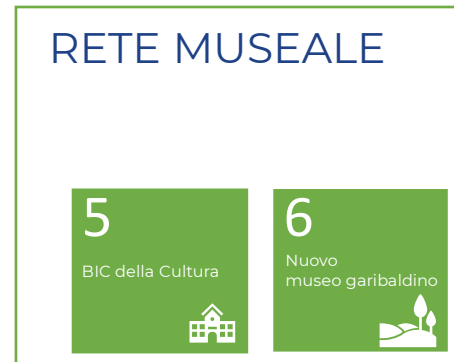 RETE MUSEALE
5
BIC della Cultura
6
Nuovo
museo garibaldino